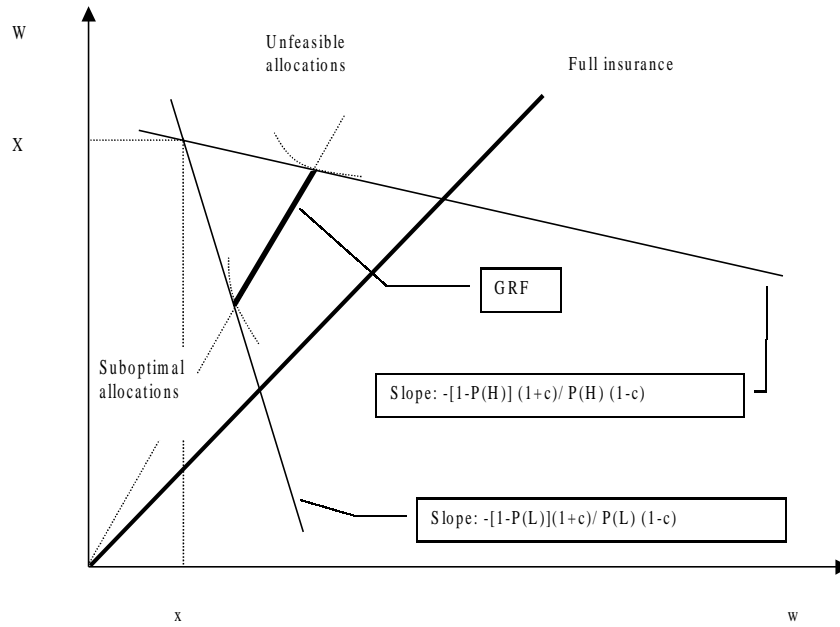 W
Unfeasible
allocations
Full insurance
X
GRF
Suboptimal
allocations
Slope: -[1-P(H)] (1+c)/ P(H) (1-c)
Slope: -[1-P(L)](1+c)/ P(L) (1-c)
x
w